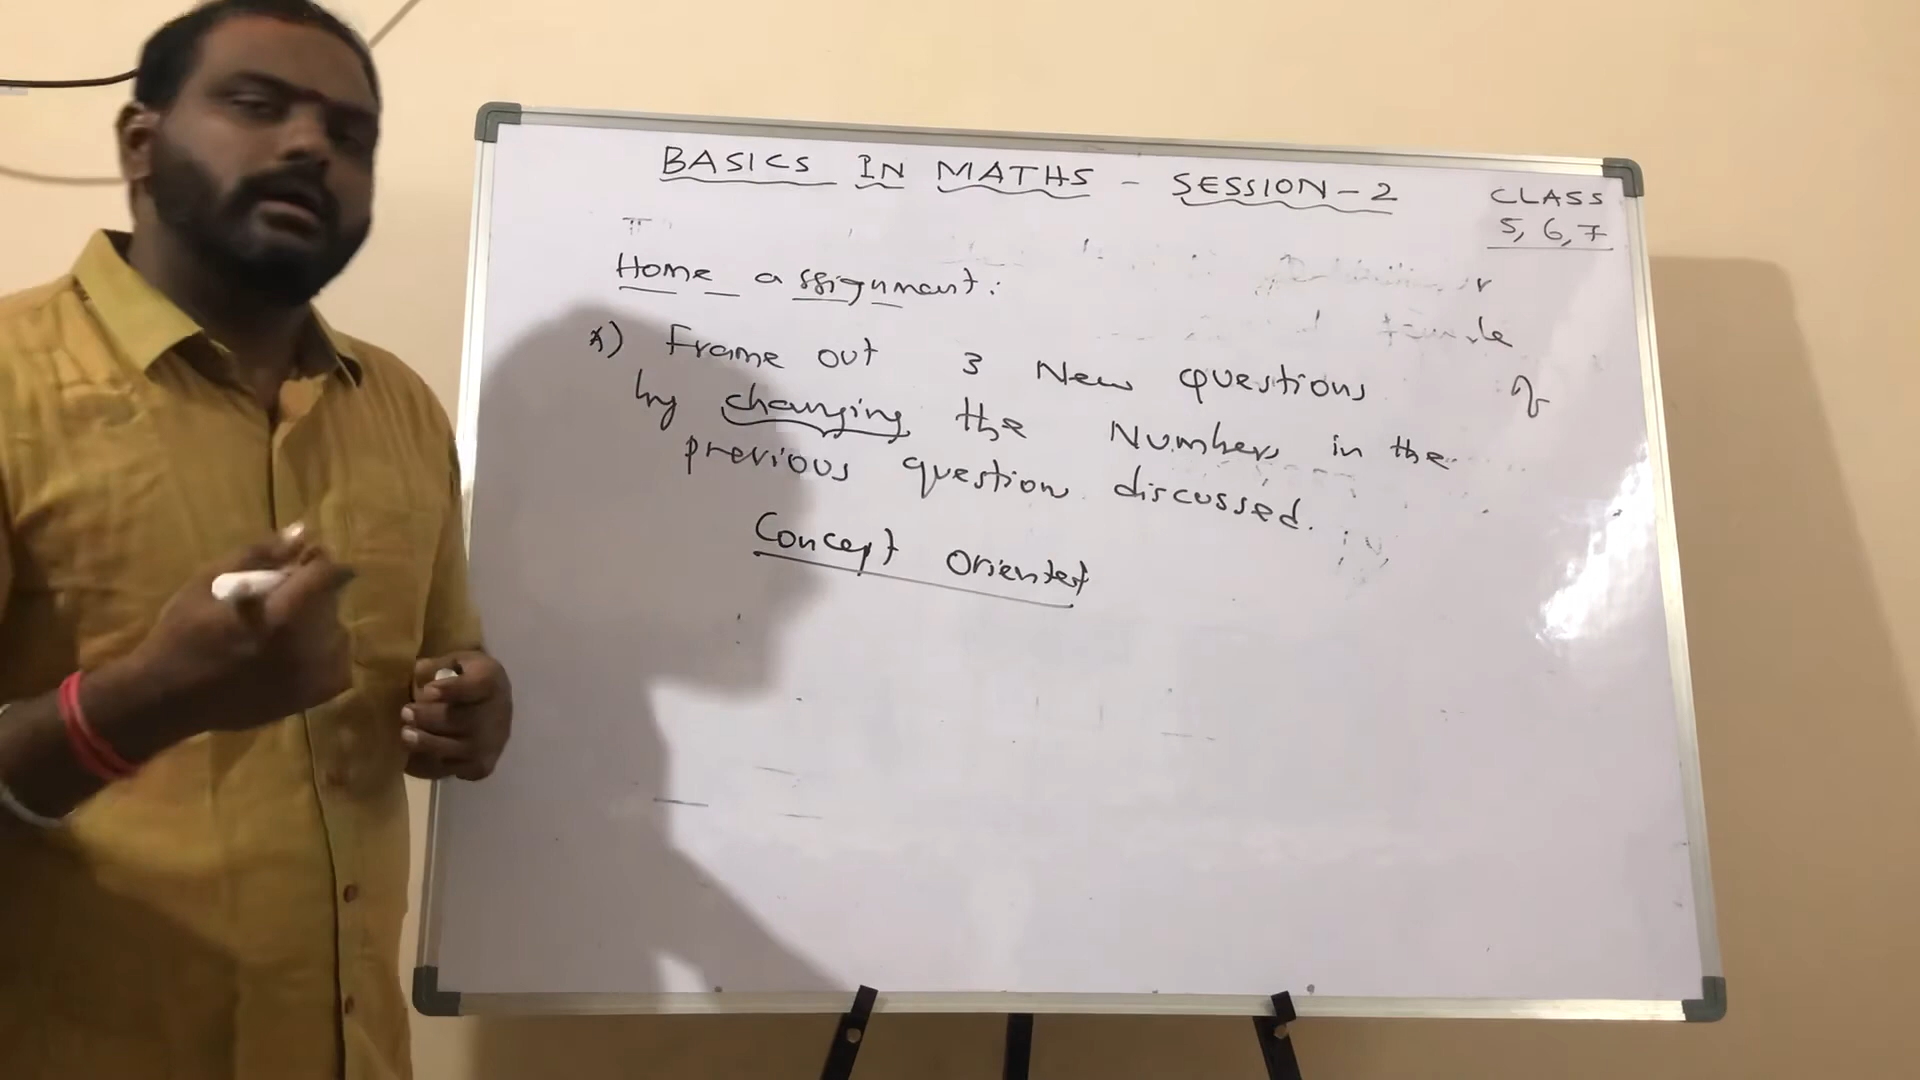 BASICS IN MATHS - SESSION-2
CLASS
5, 6, 7
Home assignment:
*) Frame out 3 New questions
by changing the Numbers in the
previous question discussed.
Concept Oriented